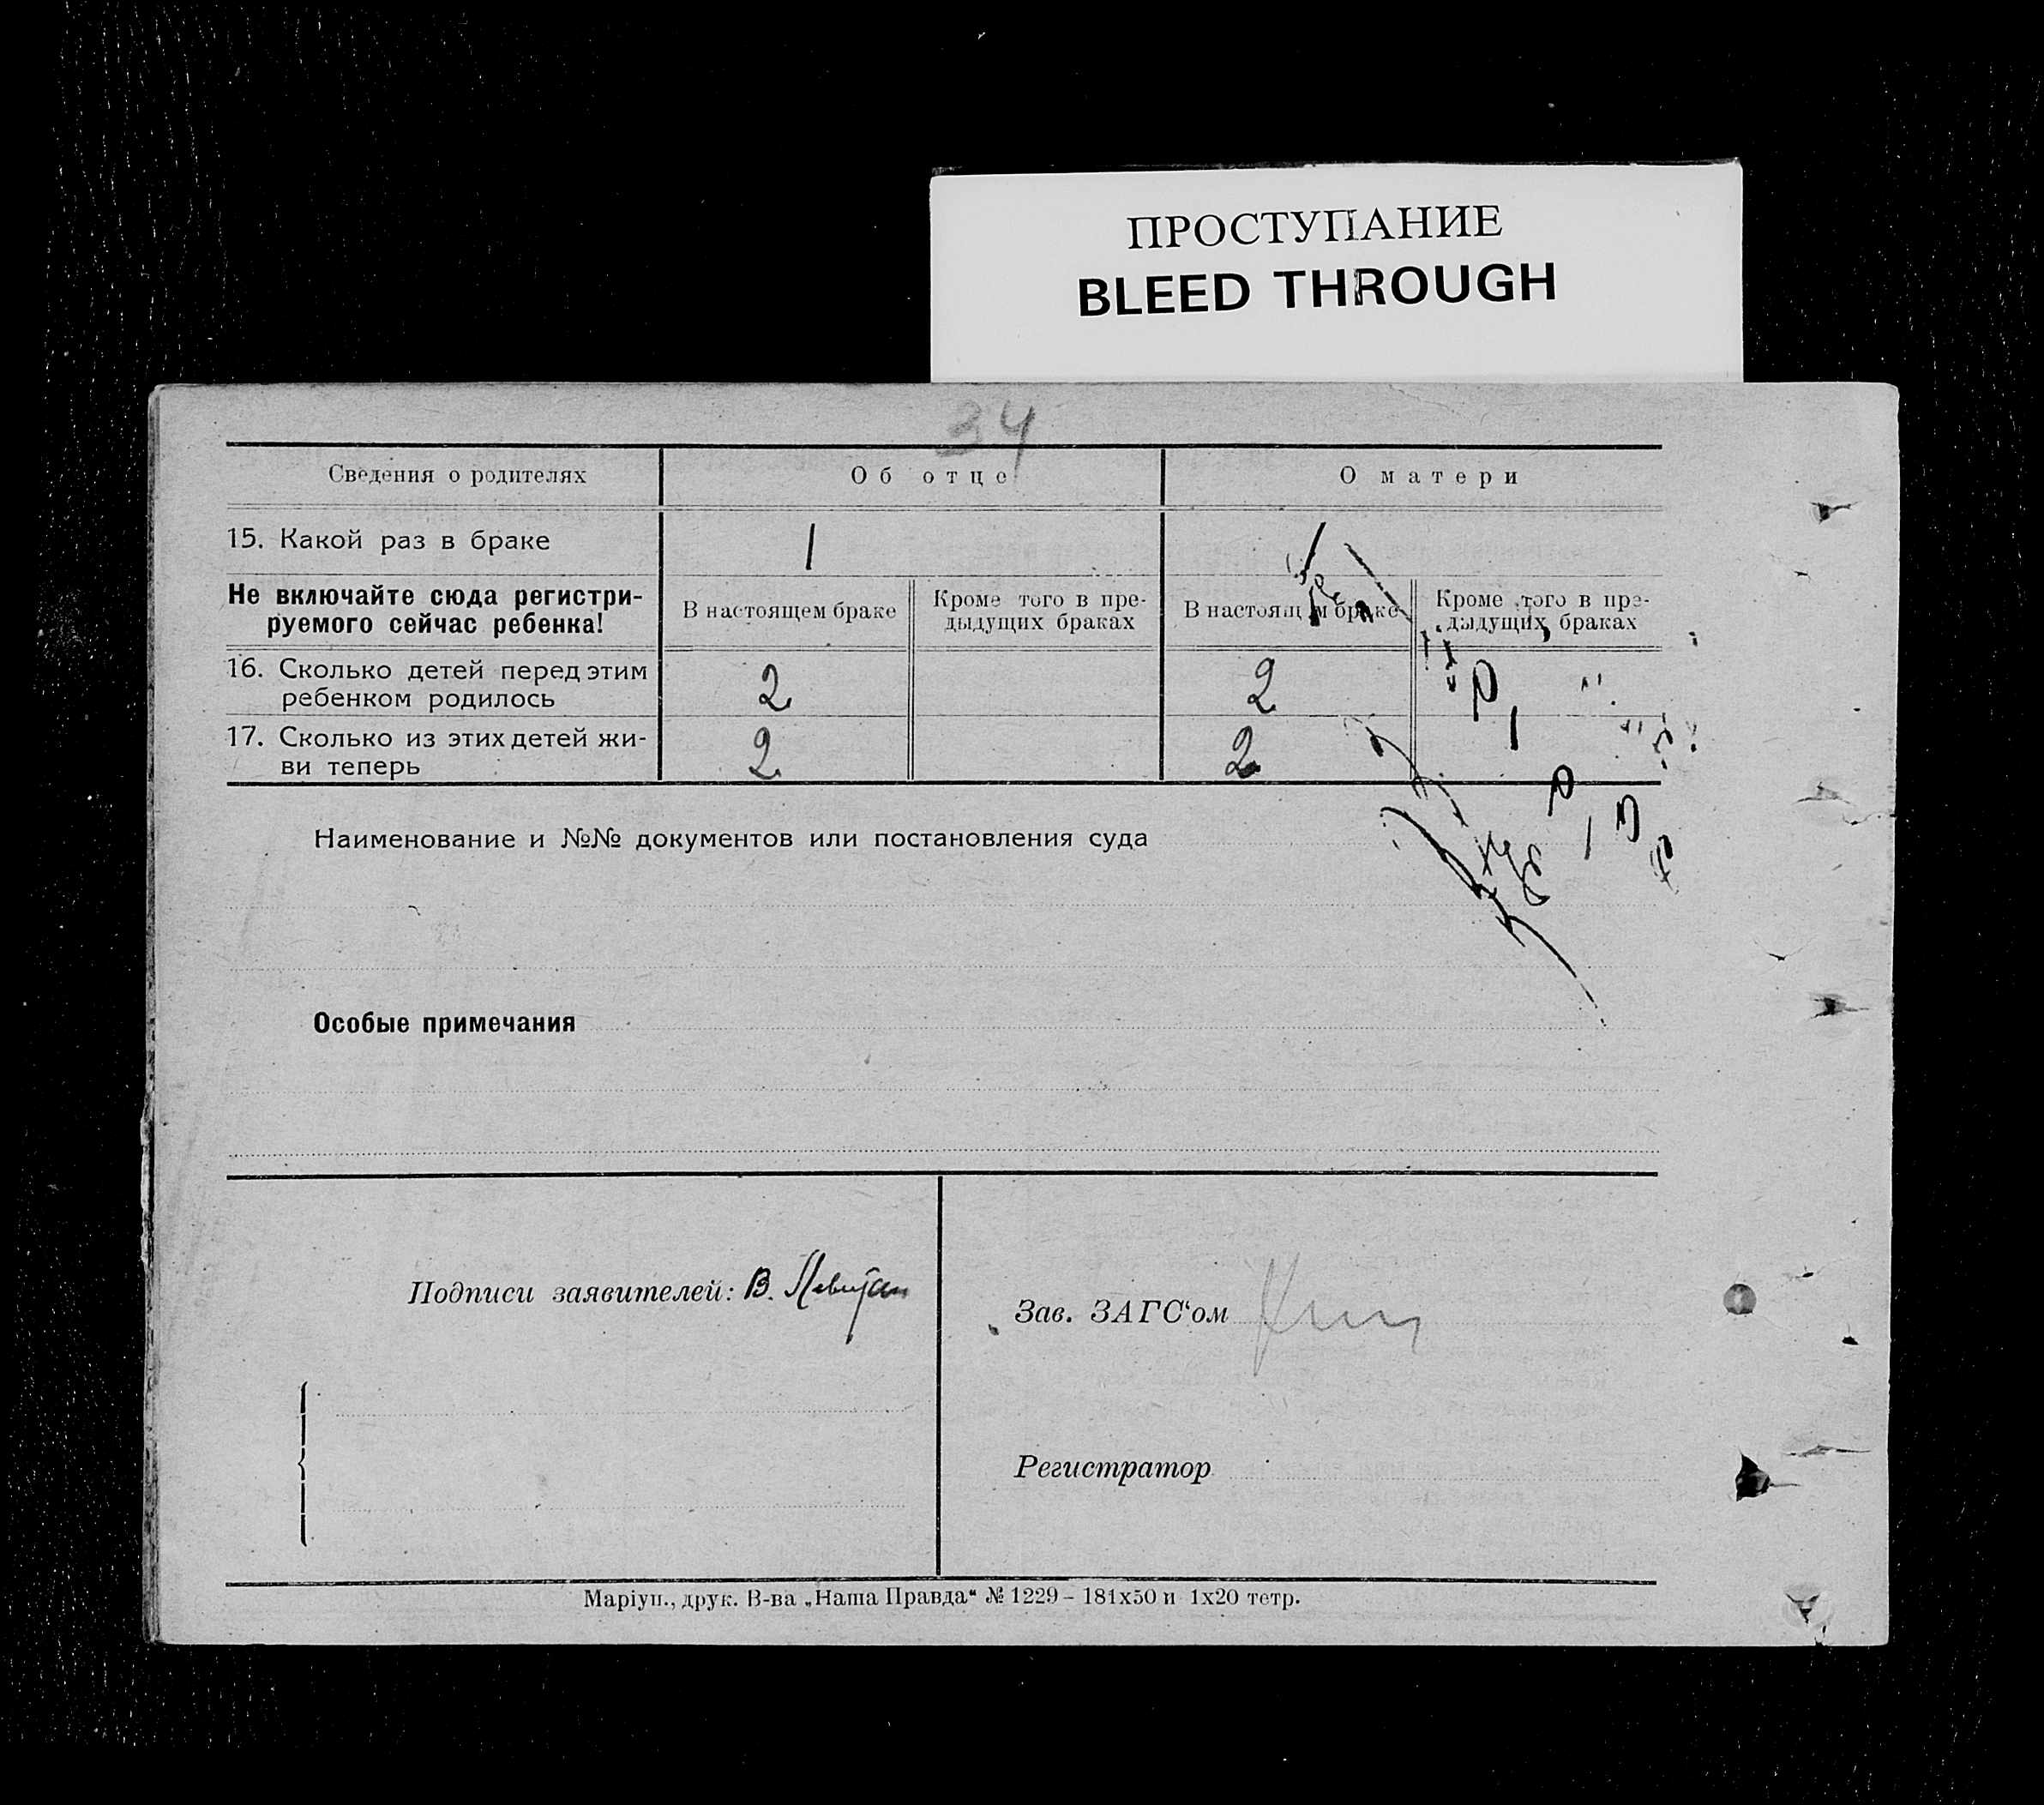 ПРОСТУПАНИЕ
BLEED THROUGH
34
Сведения о родителях Об отце О матери
15. Какой раз в браке 1 1
Не включайте сюда регистри-
руемого сейчас ребенка!
В настоящем браке
Кроме того в пре-
дыдущих браках
В настоящем браке
Кроме того в пре-
дыдущих браках
16. Сколько детей перед этим
ребенком родилось 2 2
17. Сколько из этих детей жи-
ви теперь 2 2
Наименование и №№ документов или постановления суда
Особые примечания
Подписи заявителей: В. Левитан
Зав. ЗАГС‘ом
Регистратор
Маріуп., друк. В-ва „Наша Правда“ № 1229 – 181x50 и 1x20 тетр.